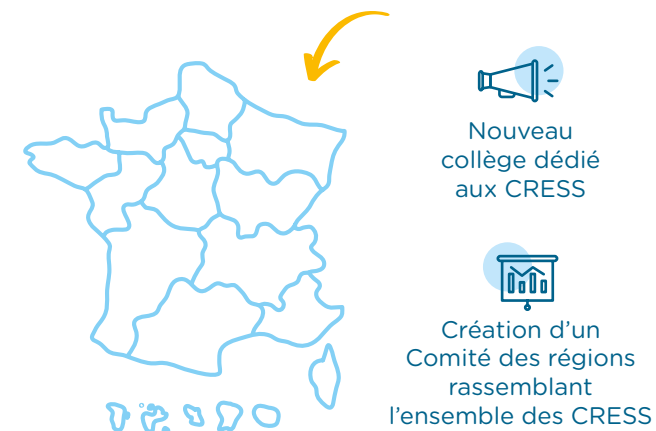 Nouveau
collège dédié
aux CRESS
Création d’un
Comité des régions
rassemblant
l’ensemble des CRESS